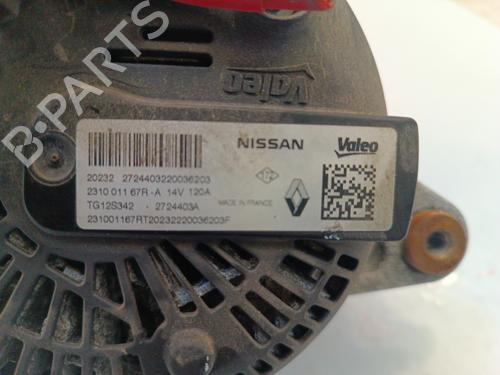 Valeo
NISSAN
Valeo
20232 2724403220036203
2310 011 67R -A 14V 120A
TG12S342 - 2724403A
MADE IN FRANCE
231001167RT20232220036203F
B-PARTS